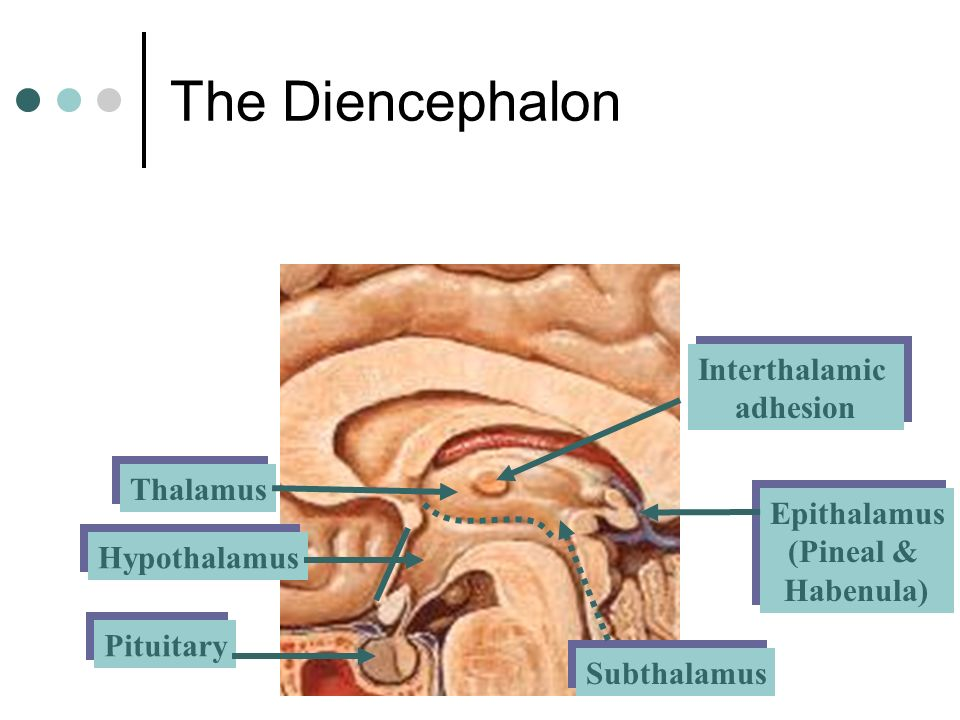 The Diencephalon
Interthalamic
adhesion
Thalamus
Epithalamus
(Pineal &
Habenula)
Hypothalamus
Pituitary
Subthalamus